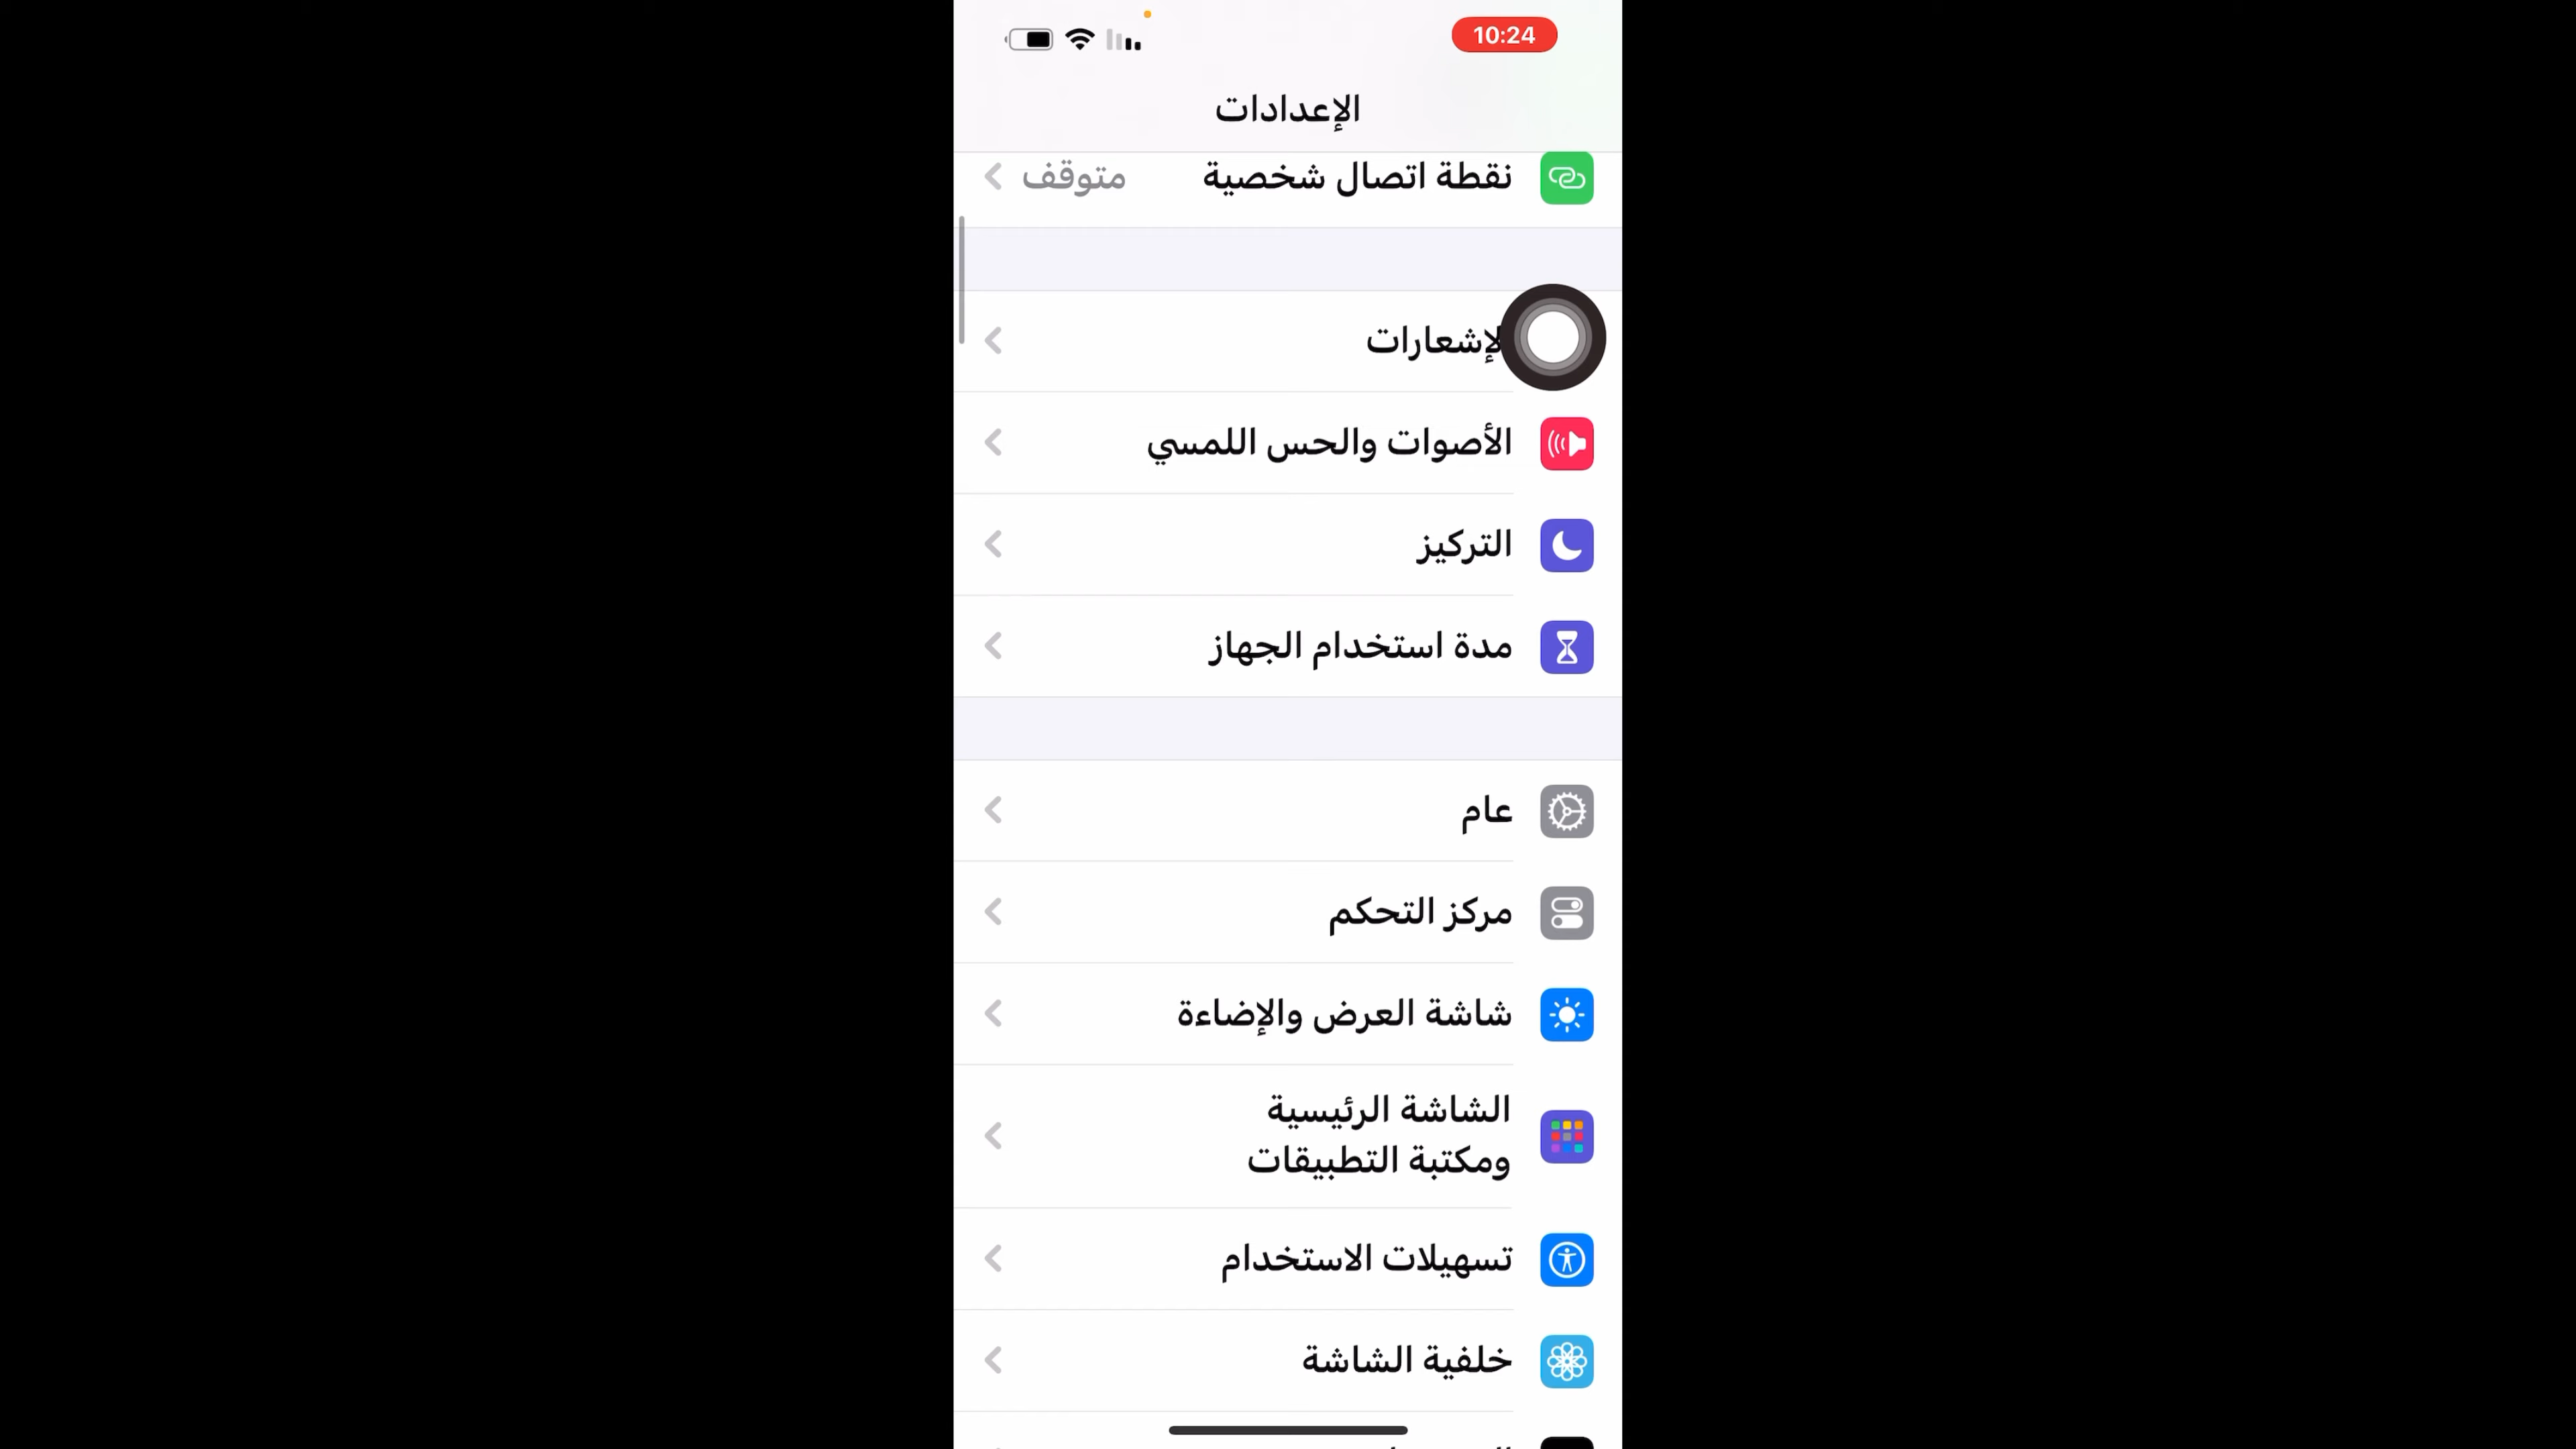 10:24
الإعدادات
نقطة اتصال شخصية متوقف
لإشعارات
الأصوات والحس اللمسي
التركيز
مدة استخدام الجهاز
عام
مركز التحكم
شاشة العرض والإضاءة
الشاشة الرئيسية
ومكتبة التطبيقات
تسهيلات الاستخدام
خلفية الشاشة